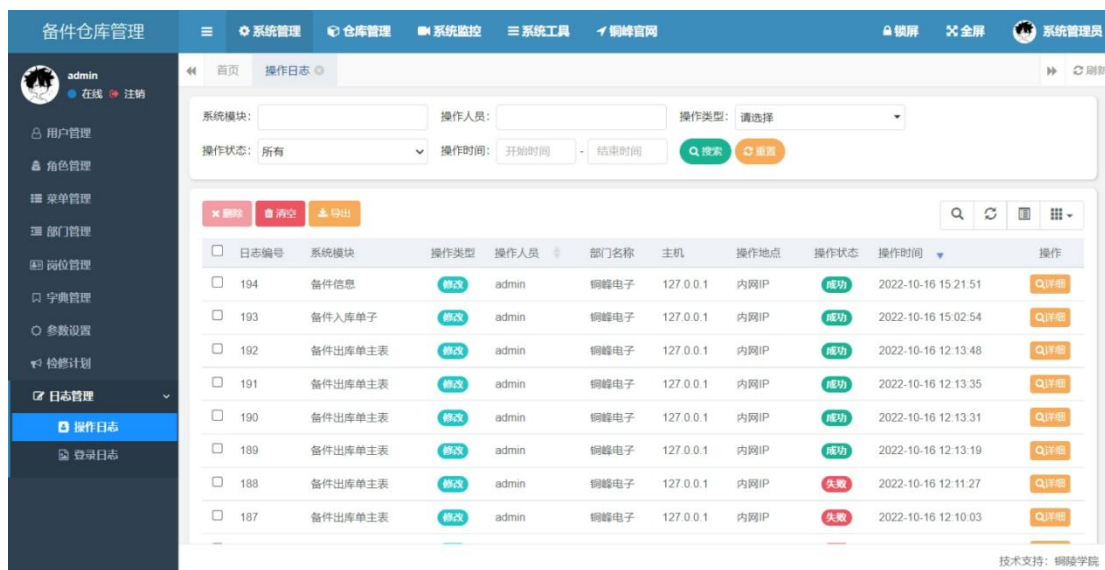 备件仓库管理 系统管理 仓库管理 系统监控 系统工具 铜峰官网 锁屏 全屏 系统管理员
admin
在线 注销
首页 操作日志 刷新
用户管理
角色管理
菜单管理
部门管理
岗位管理
字典管理
参数设置
检修计划
日志管理
操作日志
登录日志
系统模块: 操作人员: 操作类型: 请选择
操作状态: 所有 操作时间: 开始时间 - 结束时间 搜索 重置
删除 清空 导出
日志编号 系统模块 操作类型 操作人员 部门名称 主机 操作地点 操作状态 操作时间 操作
194 备件信息 修改 admin 铜峰电子 127.0.0.1 内网IP 成功 2022-10-16 15:21:51 详细
193 备件入库单子 修改 admin 铜峰电子 127.0.0.1 内网IP 成功 2022-10-16 15:02:54 详细
192 备件出库单主表 修改 admin 铜峰电子 127.0.0.1 内网IP 成功 2022-10-16 12:13:48 详细
191 备件出库单主表 修改 admin 铜峰电子 127.0.0.1 内网IP 成功 2022-10-16 12:13:35 详细
190 备件出库单主表 修改 admin 铜峰电子 127.0.0.1 内网IP 成功 2022-10-16 12:13:31 详细
189 备件出库单主表 修改 admin 铜峰电子 127.0.0.1 内网IP 成功 2022-10-16 12:13:19 详细
188 备件出库单主表 修改 admin 铜峰电子 127.0.0.1 内网IP 失败 2022-10-16 12:11:27 详细
187 备件出库单主表 修改 admin 铜峰电子 127.0.0.1 内网IP 失败 2022-10-16 12:10:03 详细
技术支持：铜陵学院